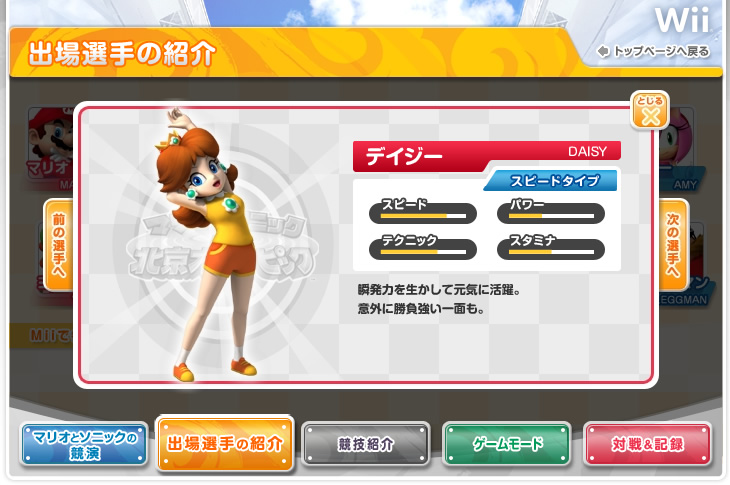 Wii
出場選手の紹介
トップページへ戻る
とじる
マリオ
AMY
デイジー
DAISY
スピードタイプ
スピード
パワー
テクニック
スタミナ
前の選手へ
次の選手へ
瞬発力を生かして元気に活躍。
意外に勝負強い一面も。
EGGMAN
マリオとソニックの
競演
出場選手の紹介
競技紹介
ゲームモード
対戦&記録